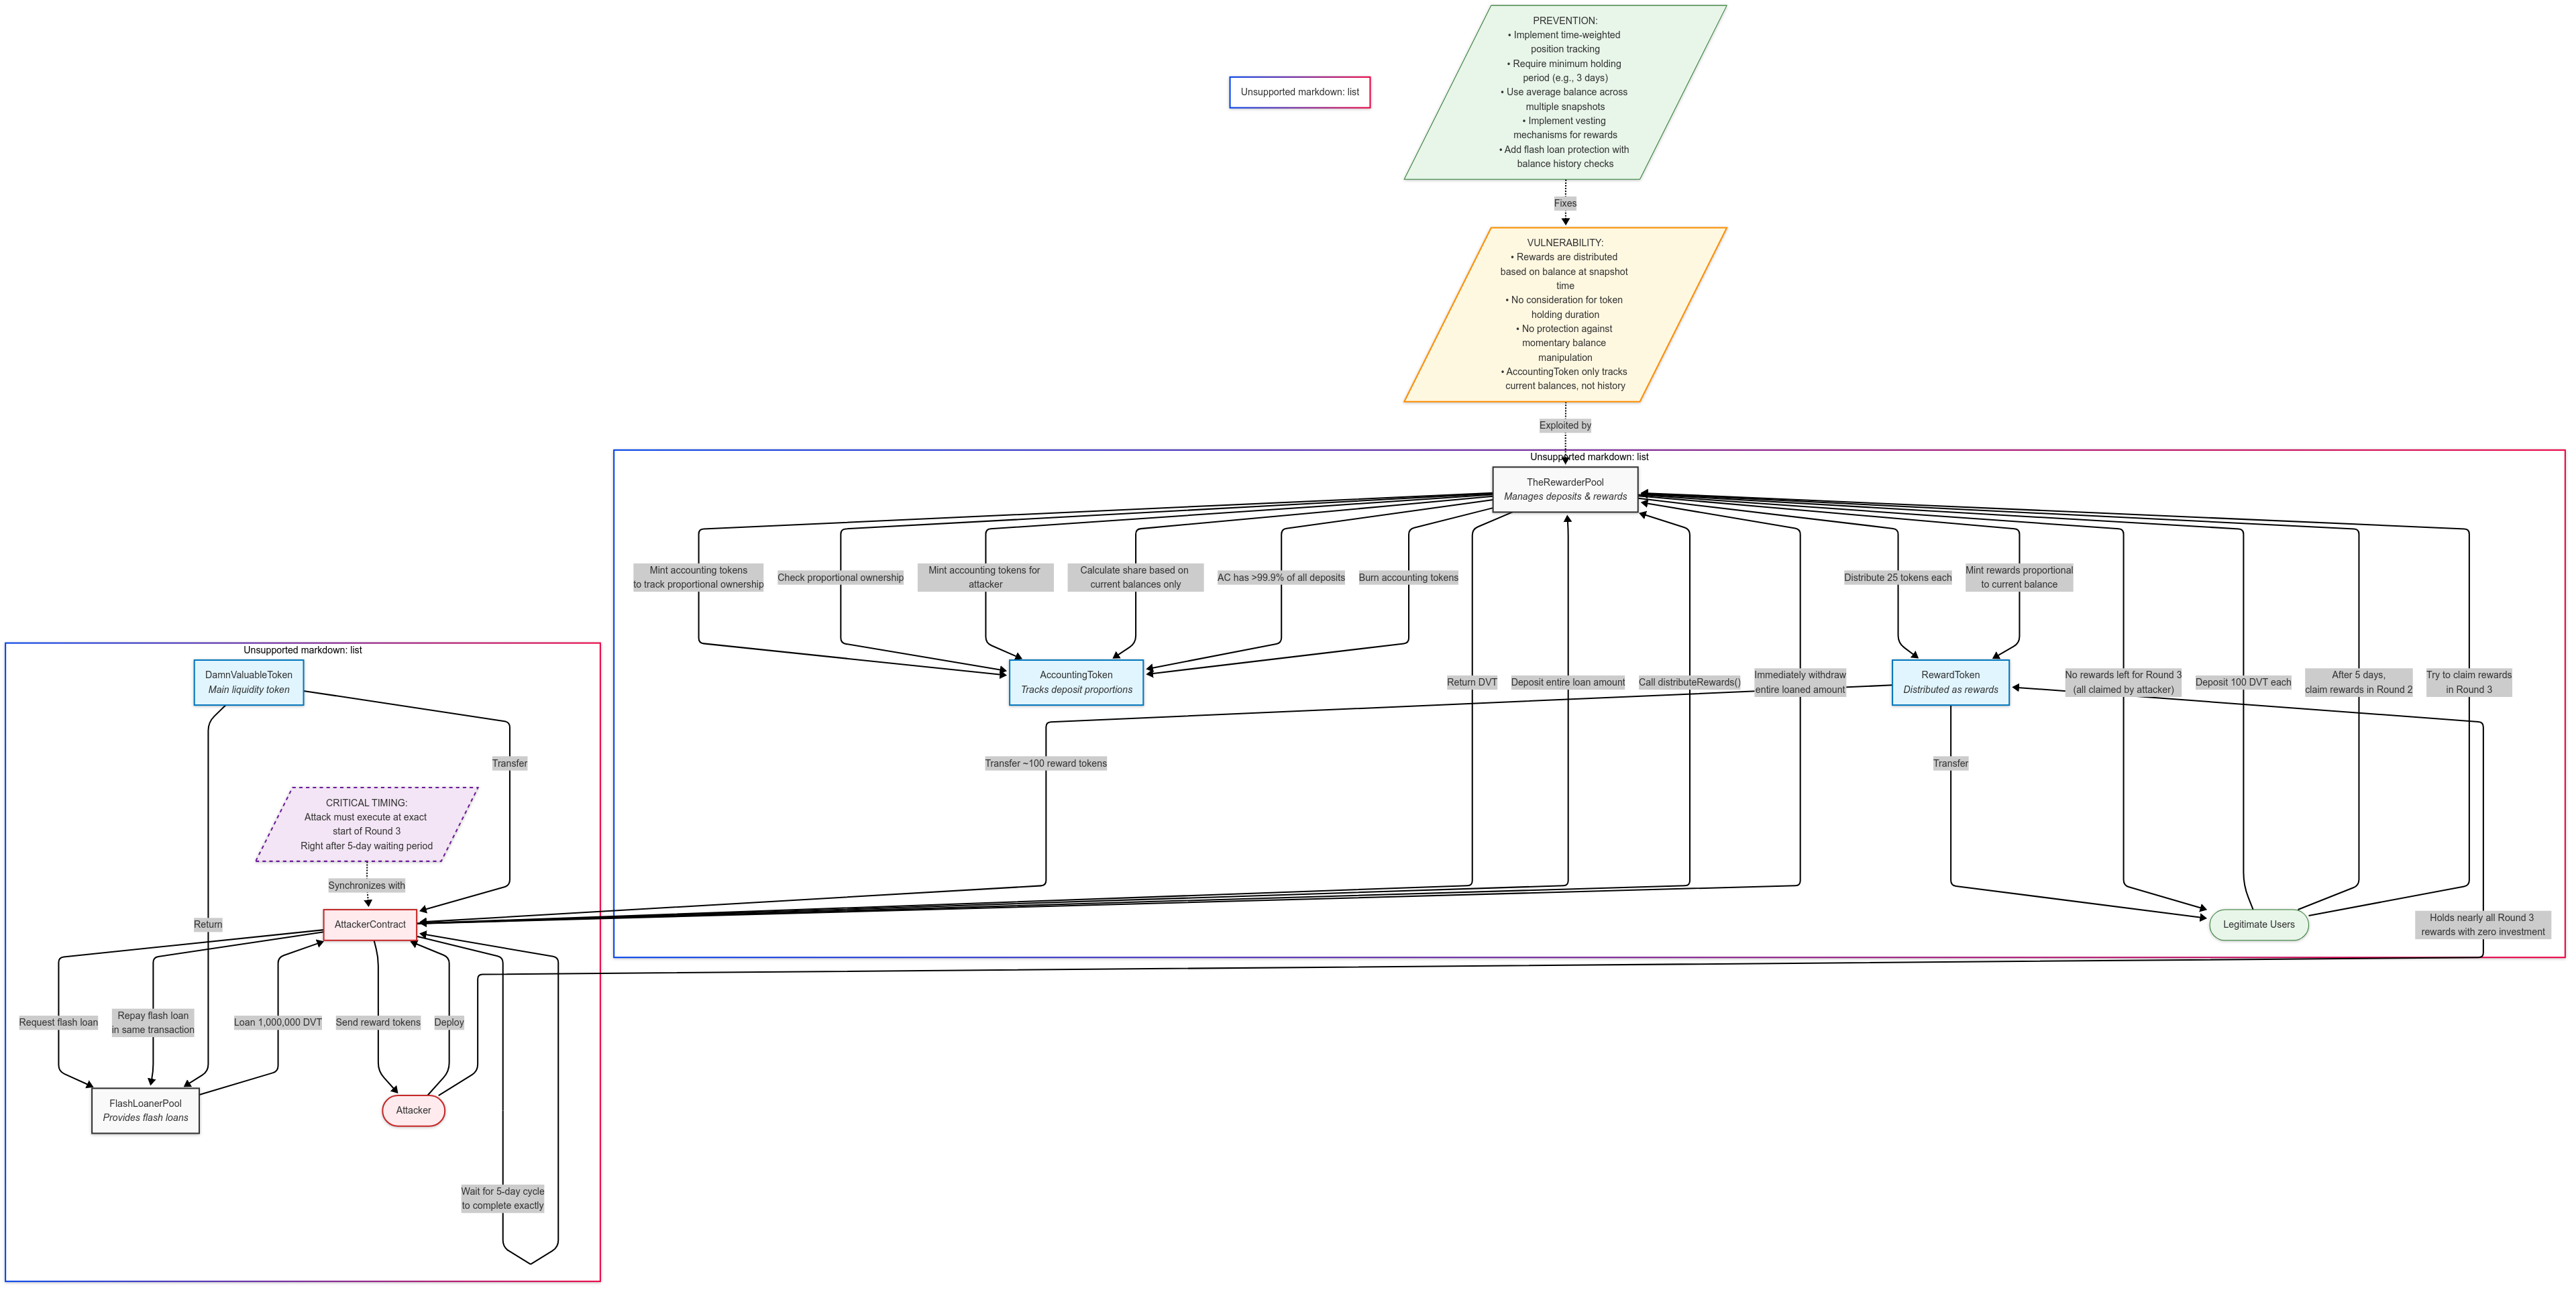 PREVENTION:
• Implement time-weighted
position tracking
• Require minimum holding
period (e.g., 3 days)
• Use average balance across
multiple snapshots
• Implement vesting
mechanisms for rewards
• Add flash loan protection with
balance history checks
Unsupported markdown: list
Fixes
VULNERABILITY:
• Rewards are distributed
based on balance at snapshot
time
• No consideration for token
holding duration
• No protection against
momentary balance
manipulation
• AccountingToken only tracks
current balances, not history
Exploited by
Unsupported markdown: list
TheRewarderPool
Manages deposits & rewards
Mint accounting tokens
to track proportional ownership
Check proportional ownership
Mint accounting tokens for
attacker
Calculate share based on
current balances only
AC has >99.9% of all deposits
Burn accounting tokens
Distribute 25 tokens each
Mint rewards proportional
to current balance
Unsupported markdown: list
DamnValuableToken
Main liquidity token
AccountingToken
Tracks deposit proportions
Return DVT
Deposit entire loan amount
Call distributeRewards()
Immediately withdraw
entire loaned amount
RewardToken
Distributed as rewards
No rewards left for Round 3
(all claimed by attacker)
Deposit 100 DVT each
After 5 days,
claim rewards in Round 2
Try to claim rewards
in Round 3
Transfer
Transfer ~100 reward tokens
Transfer
CRITICAL TIMING:
Attack must execute at exact
start of Round 3
Right after 5-day waiting period
Synchronizes with
Return
AttackerContract
Legitimate Users
Holds nearly all Round 3
rewards with zero investment
Request flash loan
Repay flash loan
in same transaction
Loan 1,000,000 DVT
Send reward tokens
Deploy
FlashLoanerPool
Provides flash loans
Attacker
Wait for 5-day cycle
to complete exactly